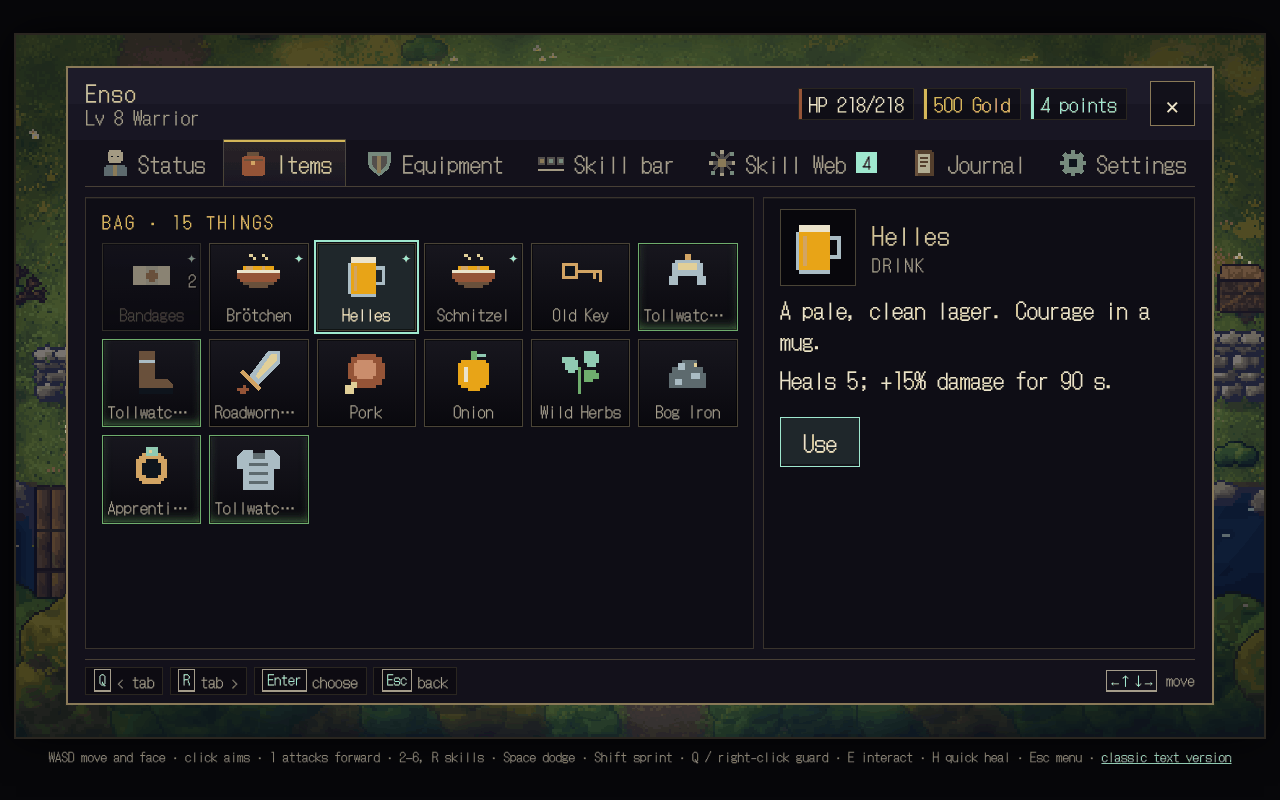 Enso
Lv 8 Warrior
HP 218/218
500 Gold
4 points
×
Status
Items
Equipment
Skill bar
Skill Web 4
Journal
Settings
BAG · 15 THINGS
2
Bandages
Brötchen
Helles
Schnitzel
Old Key
Tollwatc…
Tollwatc…
Roadworn…
Pork
Onion
Wild Herbs
Bog Iron
Apprenti…
Tollwatc…
Helles
DRINK
A pale, clean lager. Courage in a
mug.
Heals 5; +15% damage for 90 s.
Use
Q < tab
R tab >
Enter choose
Esc back
←↑↓→ move
WASD move and face · click aims · 1 attacks forward · 2–6, R skills · Space dodge · Shift sprint · Q / right-click guard · E interact · H quick heal · Esc menu · classic text version